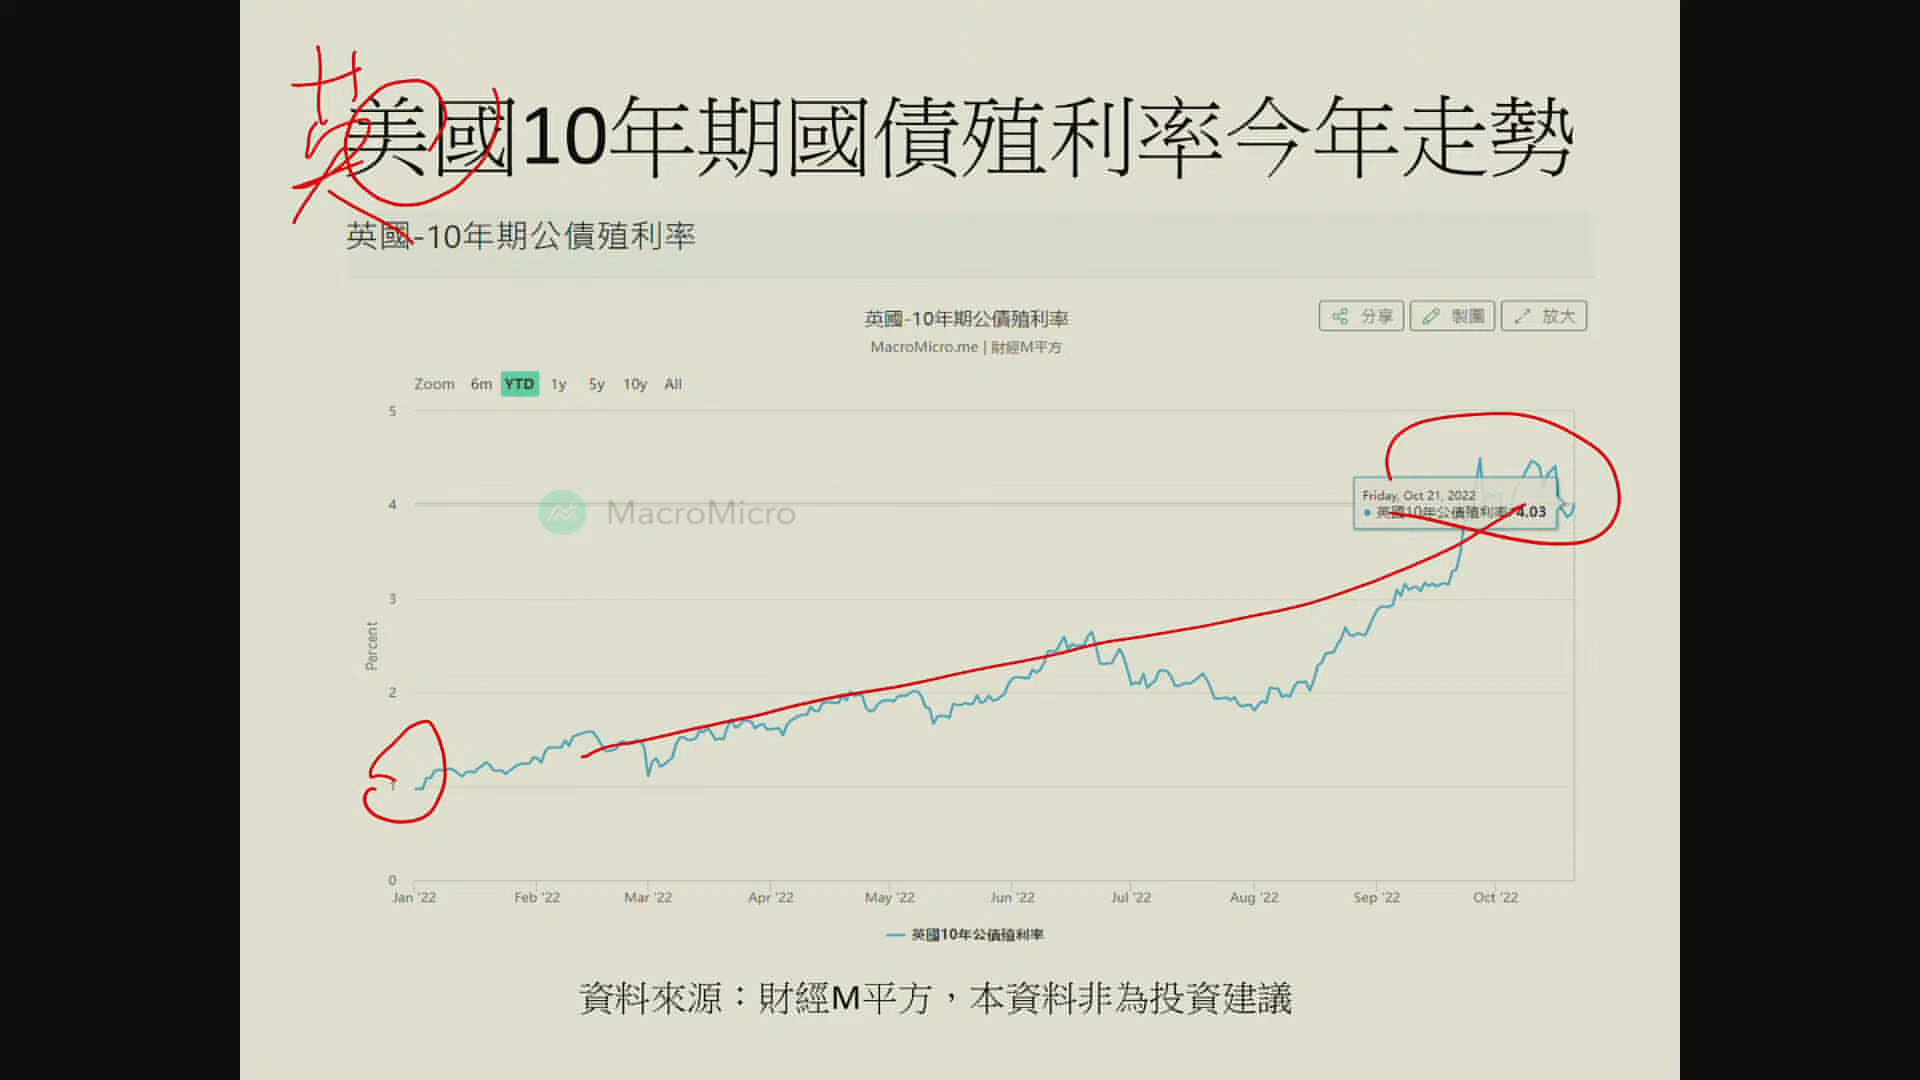 英
美國10年期國債殖利率今年走勢
英國-10年期公債殖利率
英國-10年期公債殖利率
MacroMicro.me | 財經M平方
分享
製圖
放大
Zoom 6m YTD 1y 5y 10y All
5
4
3
2
1
0
Percent
MacroMicro
Friday, Oct 21, 2022
英國10年公債殖利率: 4.03
Jan '22 Feb '22 Mar '22 Apr '22 May '22 Jun '22 Jul '22 Aug '22 Sep '22 Oct '22
英國10年公債殖利率
資料來源：財經M平方，本資料非為投資建議